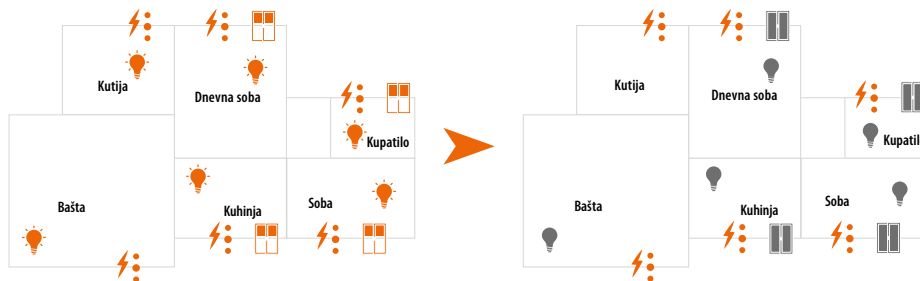 Kutija
Dnevna soba
Kupatilo
Bašta
Kuhinja
Soba
Kutija
Dnevna soba
Kupatil
Bašta
Kuhinja
Soba